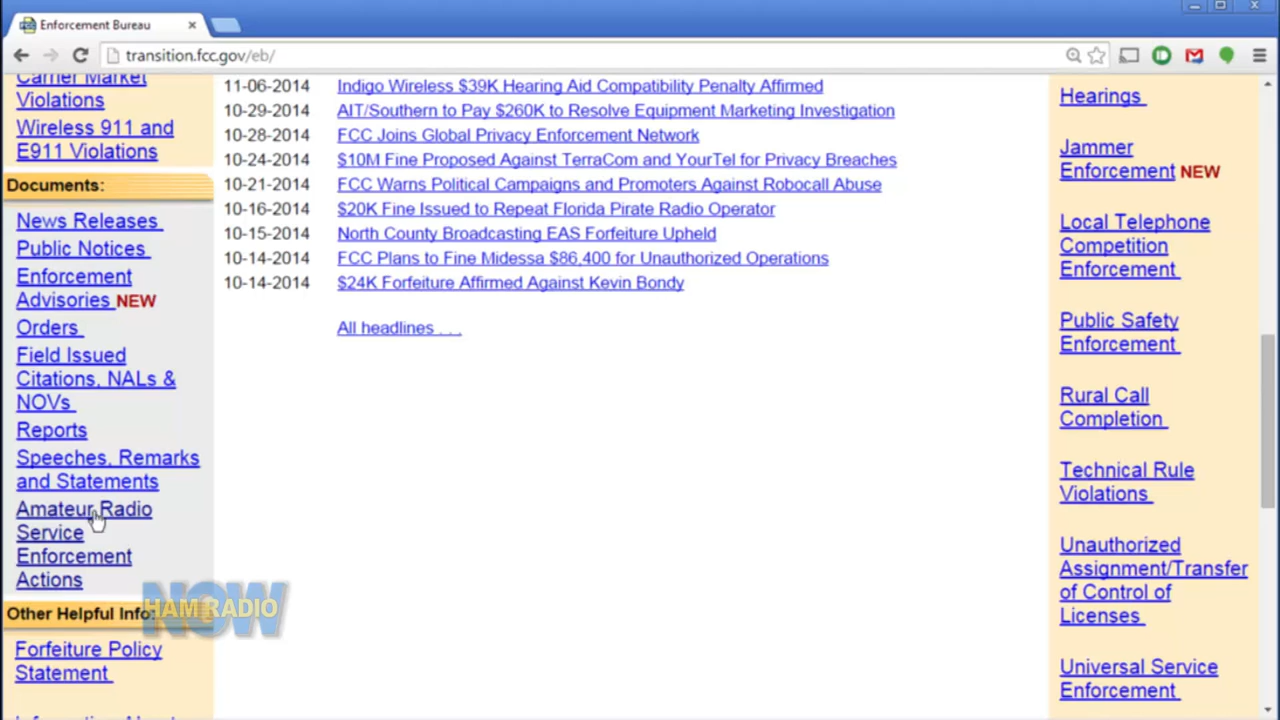 Enforcement Bureau
transition.fcc.gov/eb/
Carrier Market
Violations
Wireless 911 and
E911 Violations
Documents:
News Releases
Public Notices
Enforcement
Advisories NEW
Orders
Field Issued
Citations, NALs &
NOVs
Reports
Speeches, Remarks
and Statements
Amateur Radio
Service
Enforcement
Actions
Other Helpful Info:
Forfeiture Policy
Statement
11-06-2014 Indigo Wireless $39K Hearing Aid Compatibility Penalty Affirmed
10-29-2014 AIT/Southern to Pay $260K to Resolve Equipment Marketing Investigation
10-28-2014 FCC Joins Global Privacy Enforcement Network
10-24-2014 $10M Fine Proposed Against TerraCom and YourTel for Privacy Breaches
10-21-2014 FCC Warns Political Campaigns and Promoters Against Robocall Abuse
10-16-2014 $20K Fine Issued to Repeat Florida Pirate Radio Operator
10-15-2014 North County Broadcasting EAS Forfeiture Upheld
10-14-2014 FCC Plans to Fine Midessa $86,400 for Unauthorized Operations
10-14-2014 $24K Forfeiture Affirmed Against Kevin Bondy
All headlines . . .
Hearings
Jammer
Enforcement NEW
Local Telephone
Competition
Enforcement
Public Safety
Enforcement
Rural Call
Completion
Technical Rule
Violations
Unauthorized
Assignment/Transfer
of Control of
Licenses
Universal Service
Enforcement
HAM RADIO
NOW